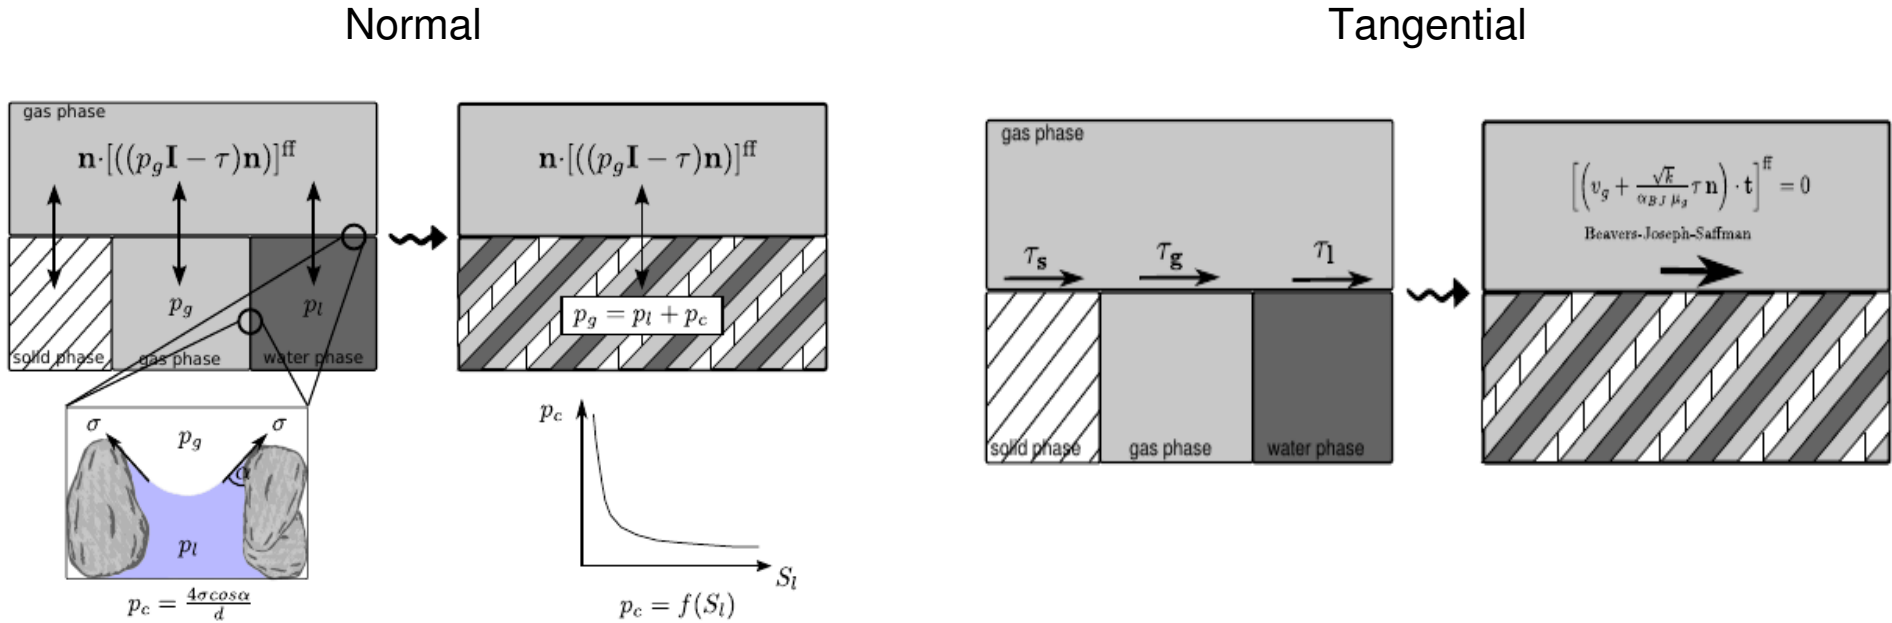 Normal
gas phase
n·[((p_g I − τ)n)]^ff
p_g
p_l
solid phase
gas phase
water phase
n·[((p_g I − τ)n)]^ff
p_g = p_l + p_c
σ
p_g
σ
α
p_l
p_c = 4σcosα/d
p_c
S_l
p_c = f(S_l)
Tangential
gas phase
τ_s
τ_g
τ_l
solid phase
gas phase
water phase
[(v_g + √k/(α_BJ μ_g) τ n) · t]^ff = 0
Beavers-Joseph-Saffman